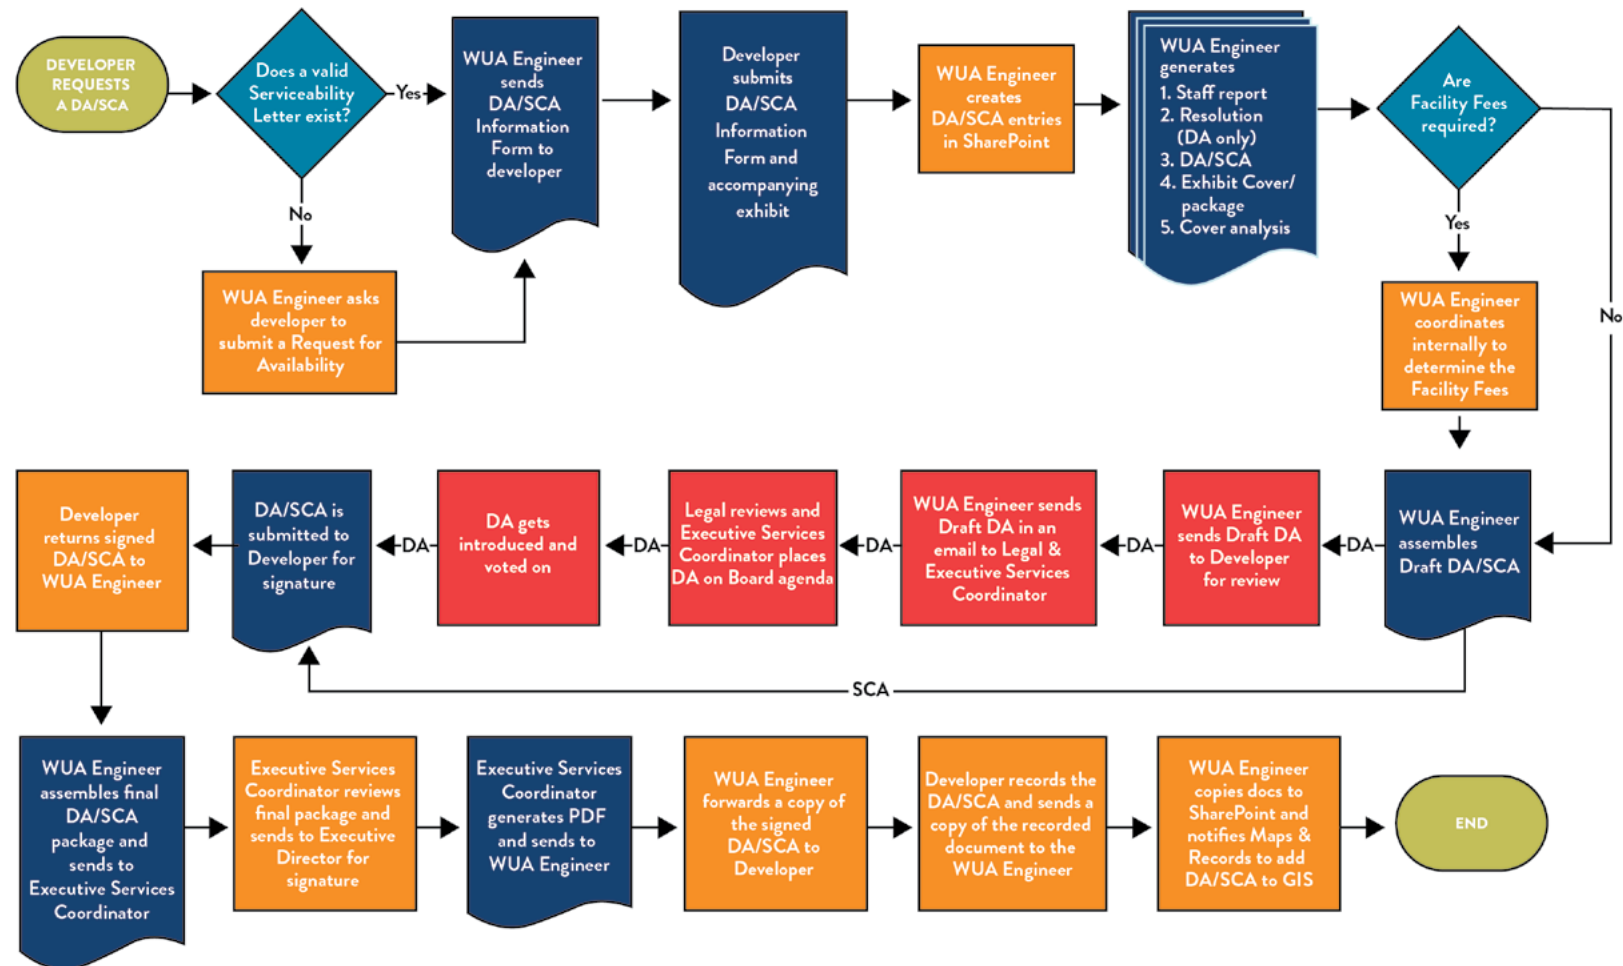 DEVELOPER
REQUESTS
A DA/SCA
Does a valid
Serviceability
Letter exist?
Yes
No
WUA Engineer asks
developer to
submit a Request for
Availability
WUA Engineer
sends
DA/SCA
Information
Form to
developer
Developer
submits
DA/SCA
Information
Form and
accompanying
exhibit
WUA Engineer
creates
DA/SCA entries
in SharePoint
WUA Engineer
generates
1. Staff report
2. Resolution
(DA only)
3. DA/SCA
4. Exhibit Cover/
package
5. Cover analysis
Are
Facility Fees
required?
Yes
No
WUA Engineer
coordinates
internally to
determine the
Facility Fees
WUA Engineer
assembles
Draft DA/SCA
DA
WUA Engineer
sends Draft DA
to Developer
for review
DA
WUA Engineer sends
Draft DA in an
email to Legal &
Executive Services
Coordinator
DA
Legal reviews and
Executive Services
Coordinator places
DA on Board agenda
DA
DA gets
introduced and
voted on
DA
DA/SCA is
submitted to
Developer for
signature
SCA
Developer
returns signed
DA/SCA to
WUA Engineer
WUA Engineer
assembles final
DA/SCA
package and
sends to
Executive Services
Coordinator
Executive Services
Coordinator reviews
final package and
sends to Executive
Director for
signature
Executive Services
Coordinator
generates PDF
and sends to
WUA Engineer
WUA Engineer
forwards a copy of
the signed
DA/SCA to
Developer
Developer records the
DA/SCA and sends a
copy of the recorded
document to the
WUA Engineer
WUA Engineer
copies docs to
SharePoint and
notifies Maps &
Records to add
DA/SCA to GIS
END